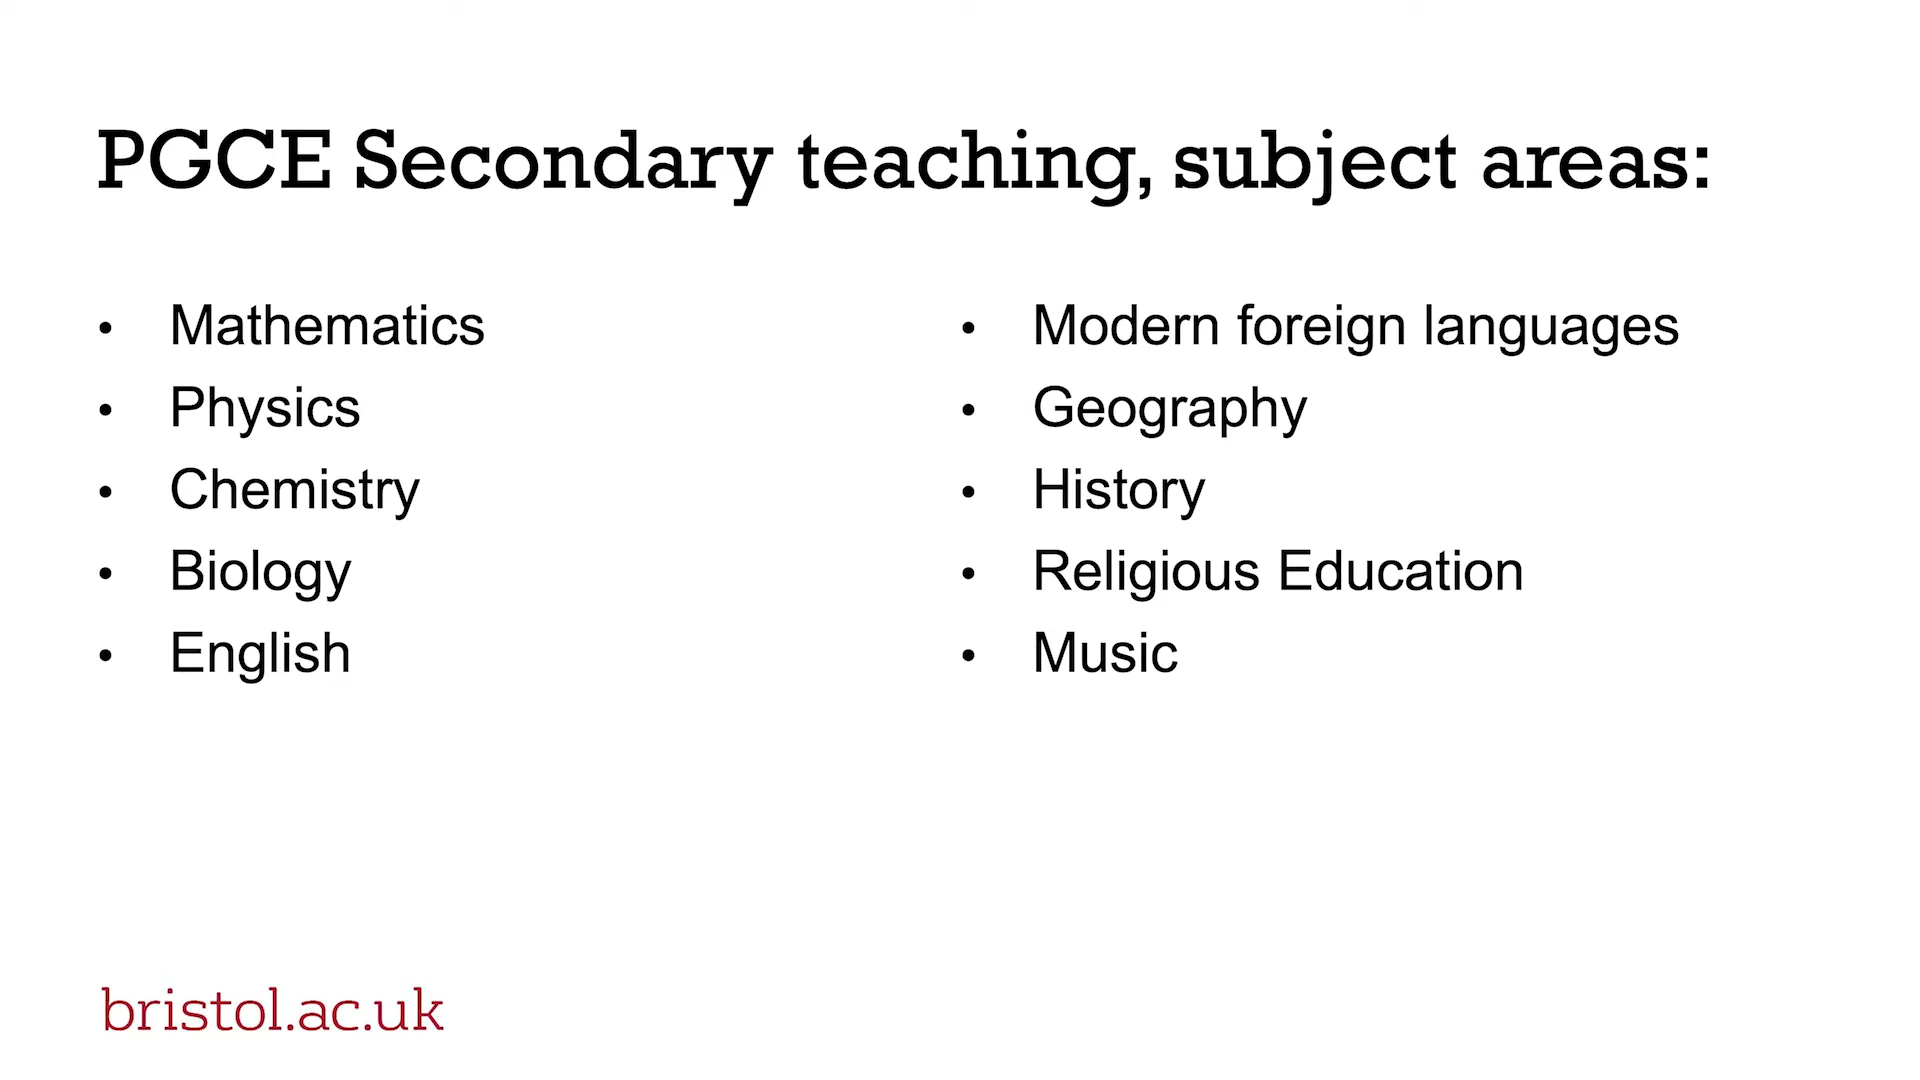 PGCE Secondary teaching, subject areas:
• Mathematics
• Physics
• Chemistry
• Biology
• English
• Modern foreign languages
• Geography
• History
• Religious Education
• Music
bristol.ac.uk